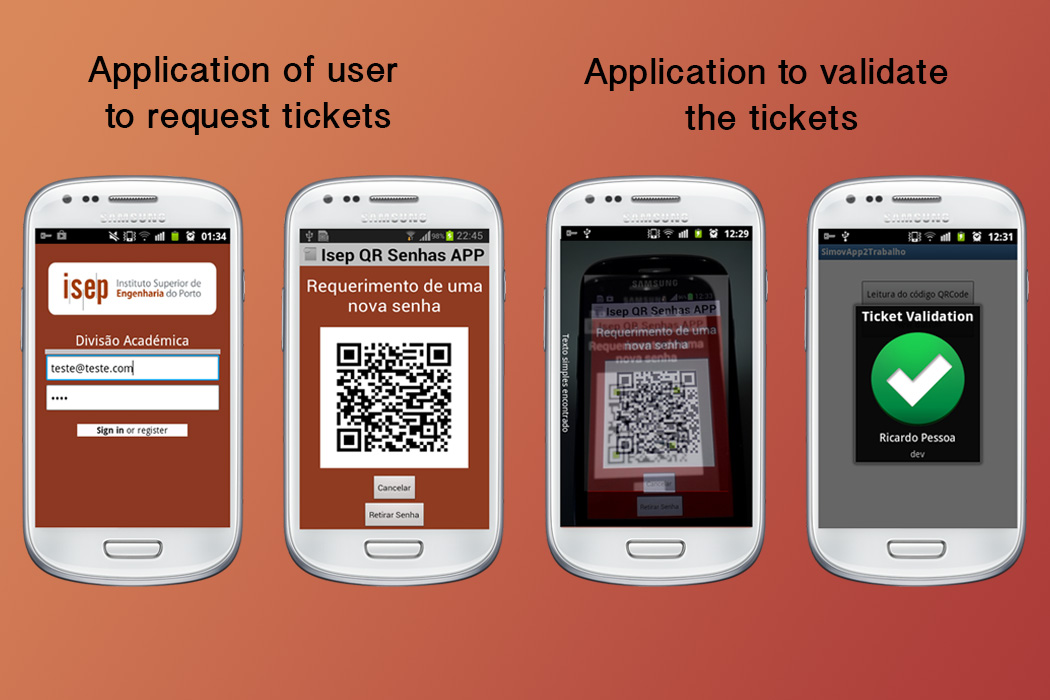 Application of user
to request tickets
Application to validate
the tickets
SAMSUNG
01:34
isep
Instituto Superior de
Engenharia do Porto
Divisão Académica
teste@teste.com
••••
Sign in or register
SAMSUNG
98% 22:45
Isep QR Senhas APP
Requerimento de uma
nova senha
Cancelar
Retirar Senha
SAMSUNG
12:29
SAMSUNG
Isep QR Senhas APP
Requerimento de uma
nova senha
Texto simples encontrado
Retirar Senha
SAMSUNG
12:31
SimovApp2Trabalho
Leitura do código QRCode
Ticket Validation
Ricardo Pessoa
dev